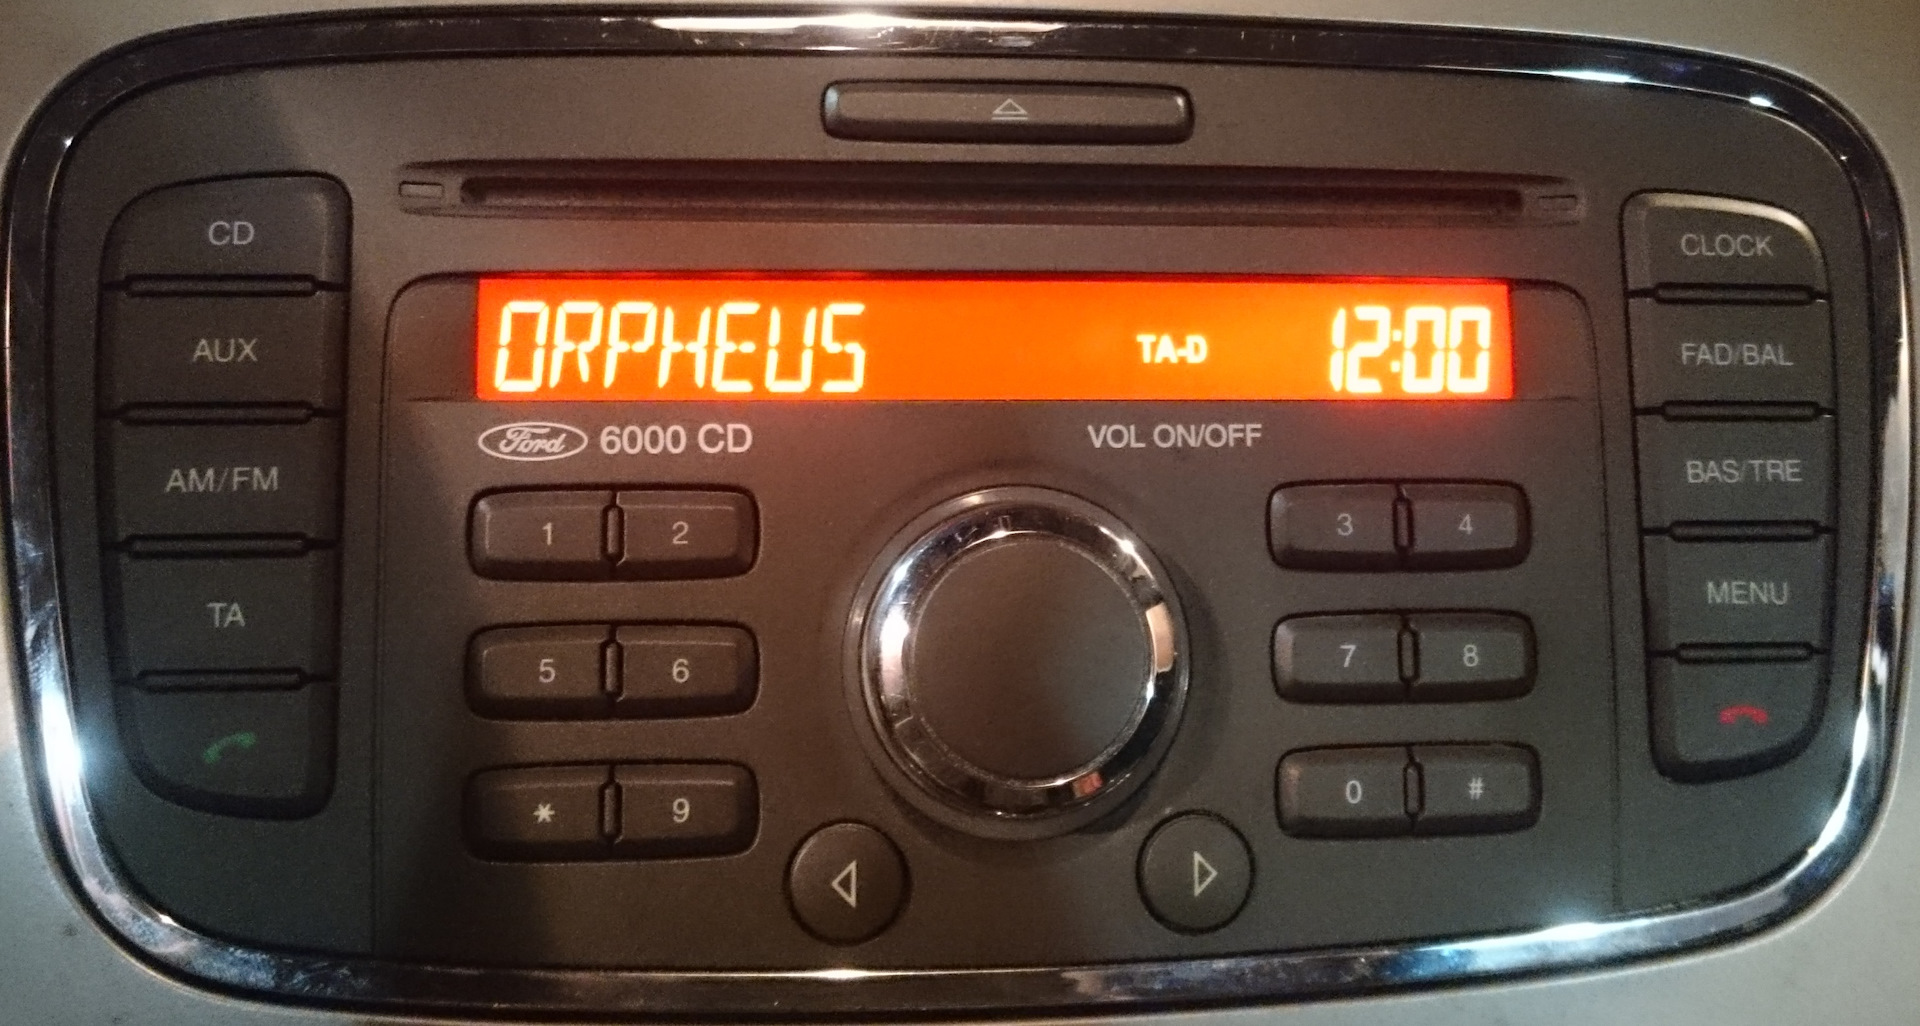 CD
AUX
AM/FM
TA
ORPHEUS TA-D 12:00
Ford 6000 CD
VOL ON/OFF
1 2
3 4
5 6
7 8
* 9
0 #
CLOCK
FAD/BAL
BAS/TRE
MENU